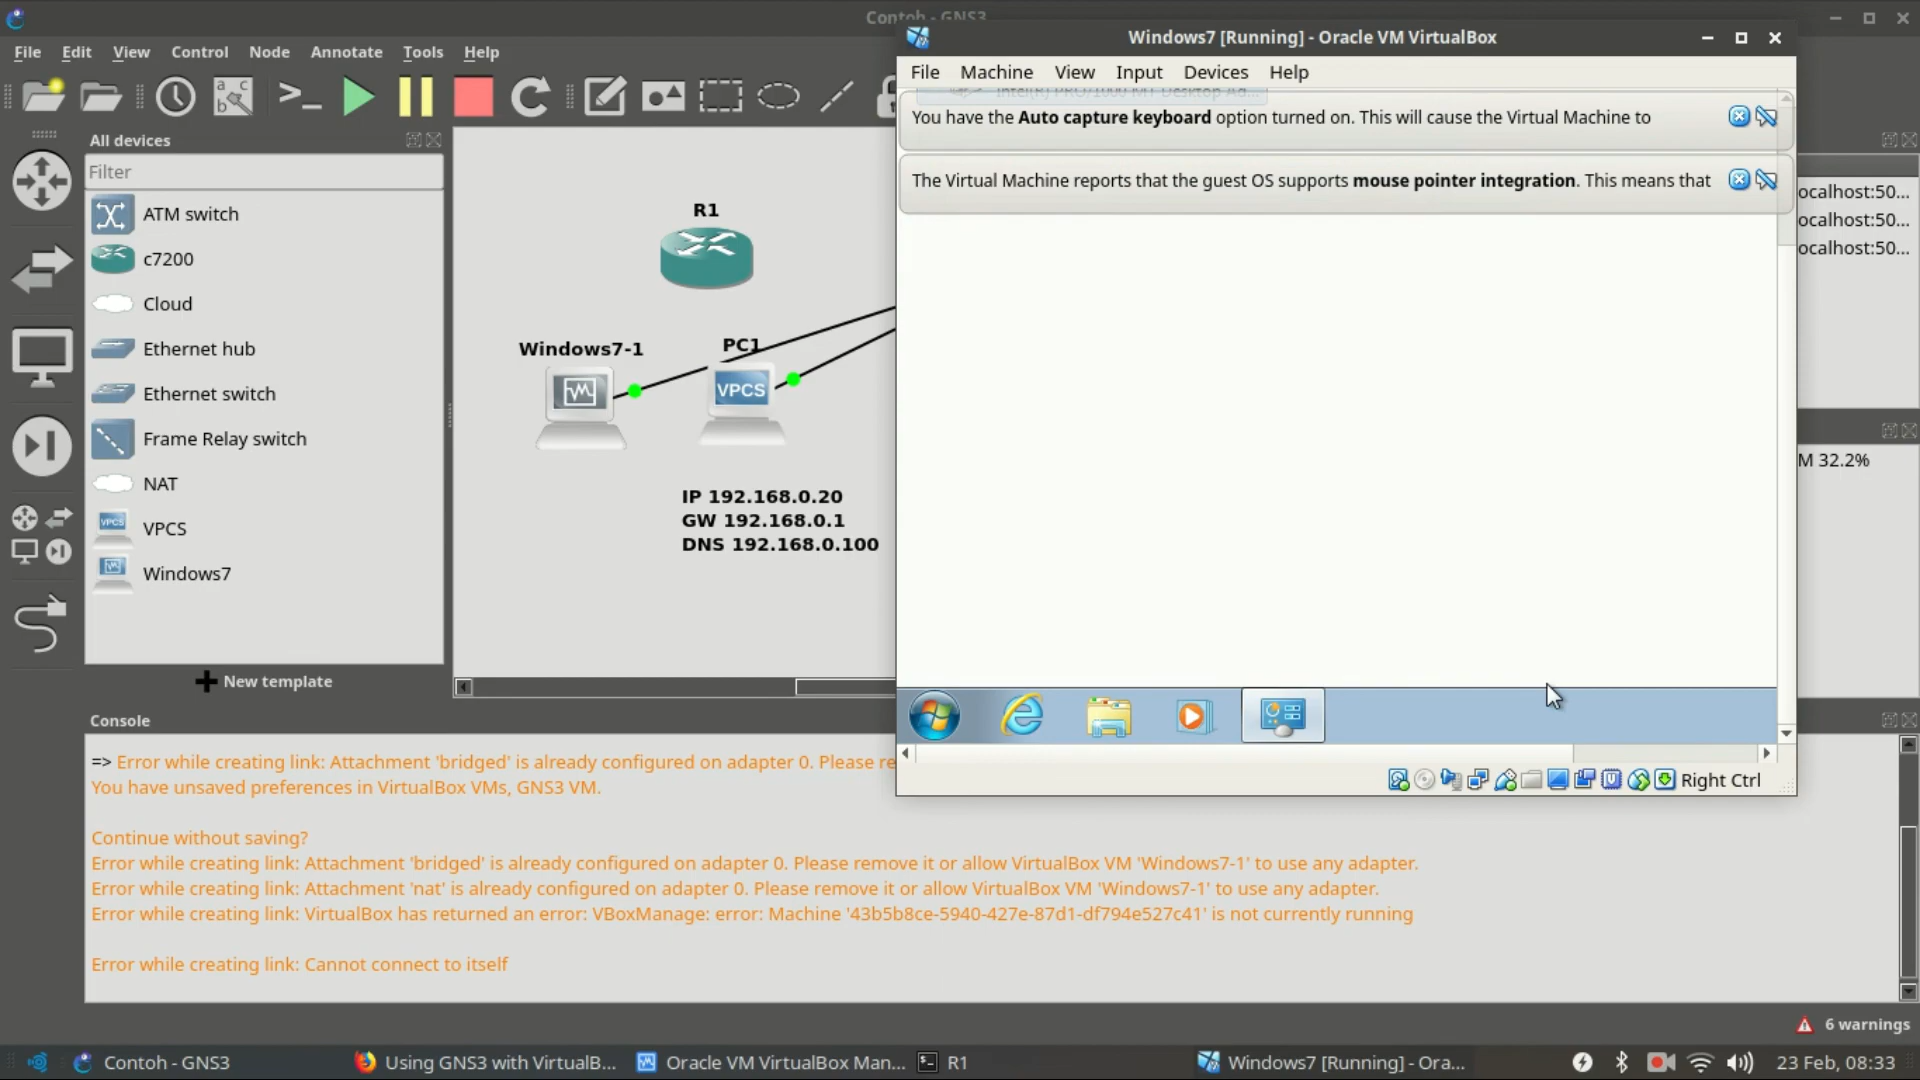 Contoh - GNS3
File Edit View Control Node Annotate Tools Help
All devices
Filter
ATM switch
c7200
Cloud
Ethernet hub
Ethernet switch
Frame Relay switch
NAT
VPCS
Windows7
New template
R1
Windows7-1
PC1
VPCS
IP 192.168.0.20
GW 192.168.0.1
DNS 192.168.0.100
Windows7 [Running] - Oracle VM VirtualBox
File Machine View Input Devices Help
Intel(R) PRO/1000 MT Desktop Ad...
You have the Auto capture keyboard option turned on. This will cause the Virtual Machine to
The Virtual Machine reports that the guest OS supports mouse pointer integration. This means that
Right Ctrl
ocalhost:50...
ocalhost:50...
ocalhost:50...
M 32.2%
Console
=> Error while creating link: Attachment 'bridged' is already configured on adapter 0. Please re
You have unsaved preferences in VirtualBox VMs, GNS3 VM.
Continue without saving?
Error while creating link: Attachment 'bridged' is already configured on adapter 0. Please remove it or allow VirtualBox VM 'Windows7-1' to use any adapter.
Error while creating link: Attachment 'nat' is already configured on adapter 0. Please remove it or allow VirtualBox VM 'Windows7-1' to use any adapter.
Error while creating link: VirtualBox has returned an error: VBoxManage: error: Machine '43b5b8ce-5940-427e-87d1-df794e527c41' is not currently running
Error while creating link: Cannot connect to itself
6 warnings
Contoh - GNS3
Using GNS3 with VirtualB...
Oracle VM VirtualBox Man...
R1
Windows7 [Running] - Ora...
23 Feb, 08:33